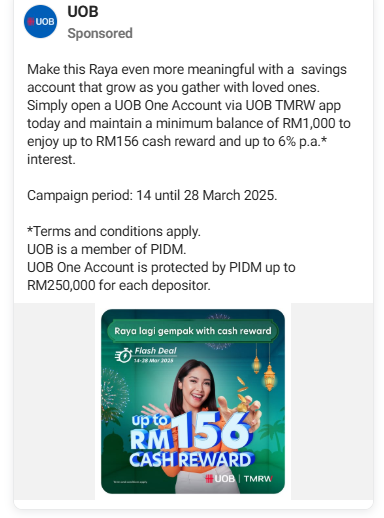 UOB
UOB
Sponsored
Make this Raya even more meaningful with a savings
account that grow as you gather with loved ones.
Simply open a UOB One Account via UOB TMRW app
today and maintain a minimum balance of RM1,000 to
enjoy up to RM156 cash reward and up to 6% p.a.*
interest.
Campaign period: 14 until 28 March 2025.
*Terms and conditions apply.
UOB is a member of PIDM.
UOB One Account is protected by PIDM up to
RM250,000 for each depositor.
Raya lagi gempak with cash reward
Flash Deal
14-28 Mar 2025
up to
RM156
CASH REWARD
UOB | TMRW